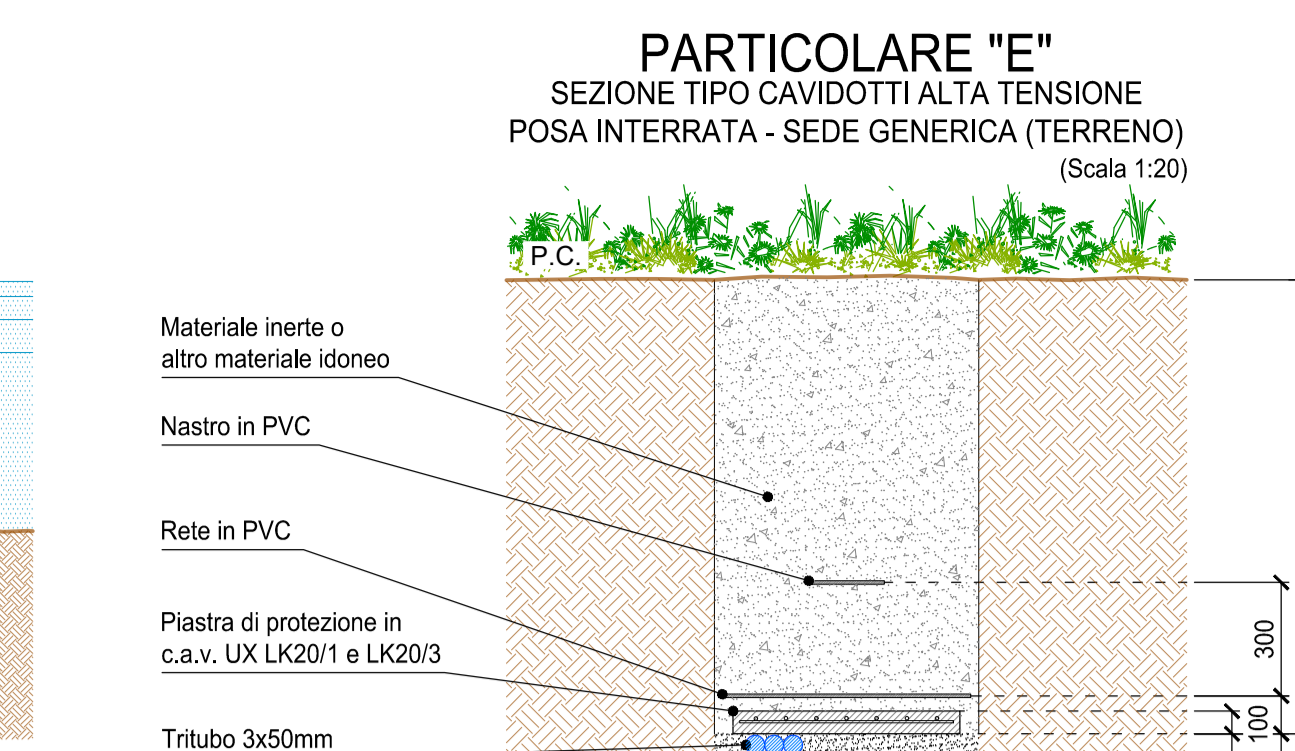 PARTICOLARE "E"
SEZIONE TIPO CAVIDOTTI ALTA TENSIONE
POSA INTERRATA - SEDE GENERICA (TERRENO)
(Scala 1:20)
P.C.
Materiale inerte o
altro materiale idoneo
Nastro in PVC
Rete in PVC
Piastra di protezione in
c.a.v. UX LK20/1 e LK20/3
Tritubo 3x50mm
300
100